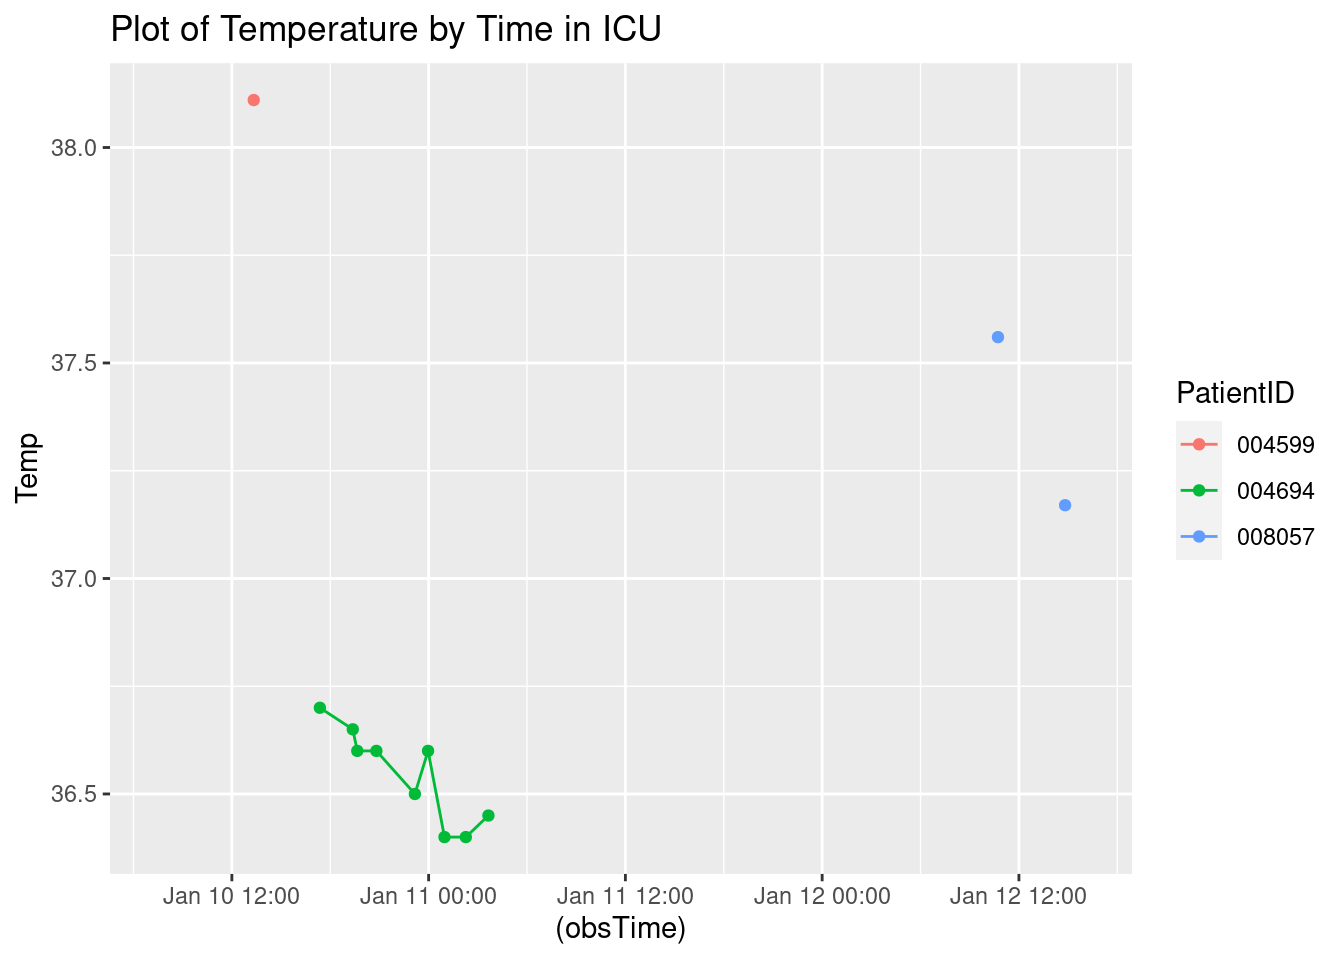 Plot of Temperature by Time in ICU
38.0
37.5
37.0
36.5
Temp
Jan 10 12:00 Jan 11 00:00 Jan 11 12:00 Jan 12 00:00 Jan 12 12:00
(obsTime)
PatientID
004599
004694
008057